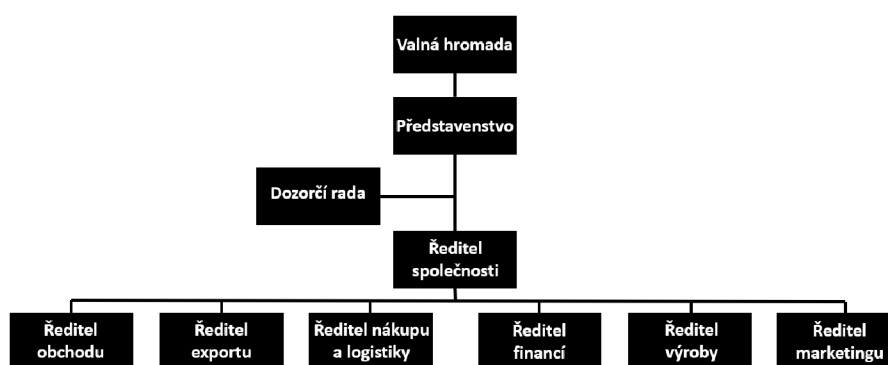 Valná hromada
Představenstvo
Dozorčí rada
Ředitel
společnosti
Ředitel
obchodu
Ředitel
exportu
Ředitel nákupu
a logistiky
Ředitel
financí
Ředitel
výroby
Ředitel
marketingu